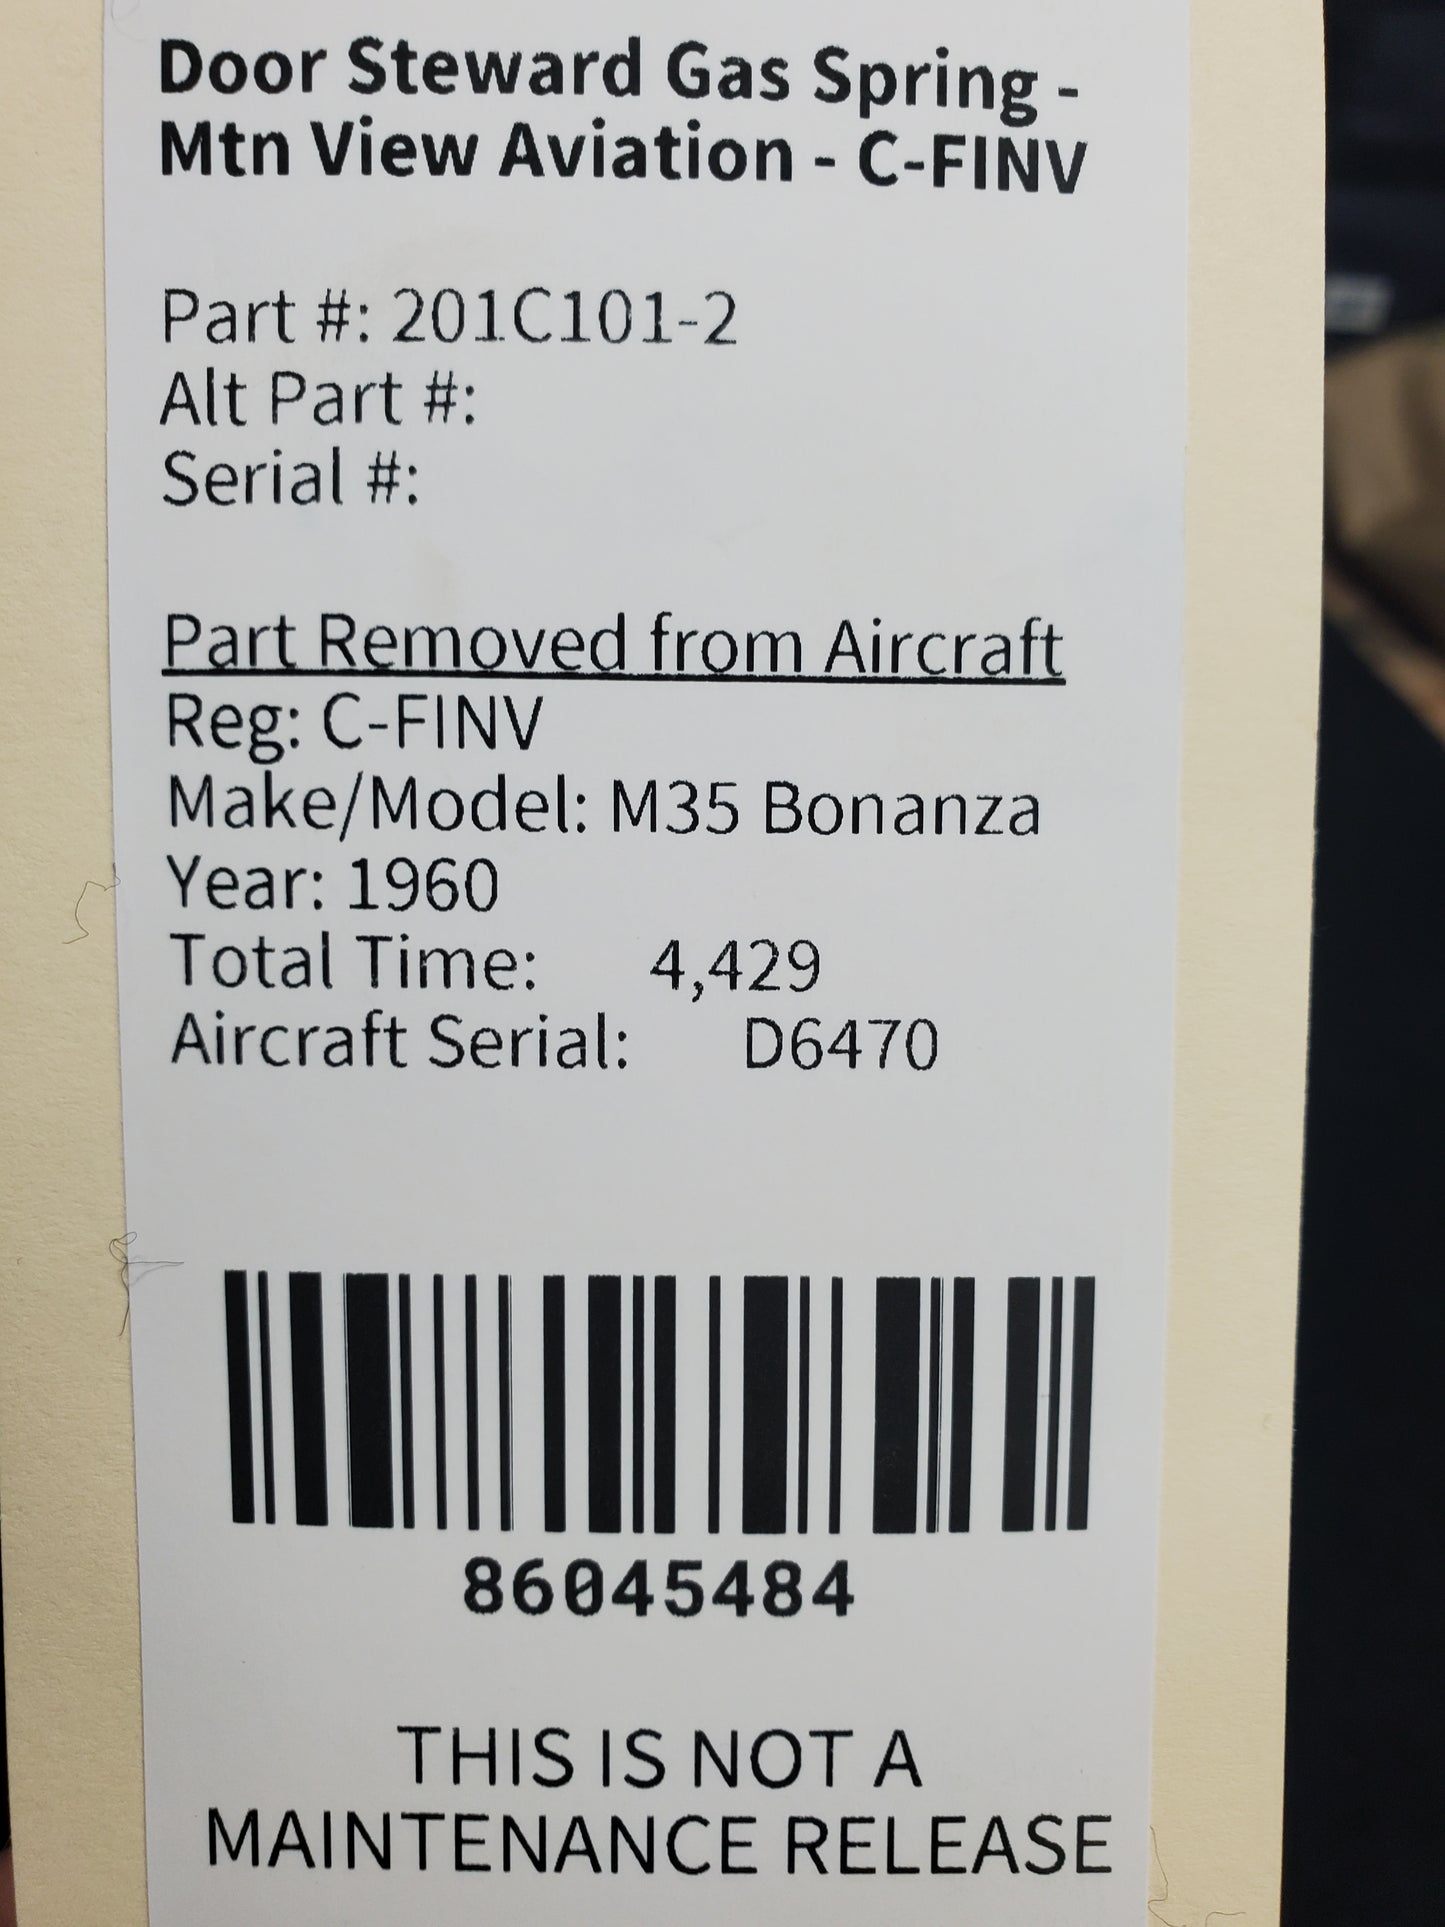 Door Steward Gas Spring -
Mtn View Aviation - C-FINV
Part #: 201C101-2
Alt Part #:
Serial #:
Part Removed from Aircraft
Reg: C-FINV
Make/Model: M35 Bonanza
Year: 1960
Total Time: 4,429
Aircraft Serial: D6470
86045484
THIS IS NOT A
MAINTENANCE RELEASE